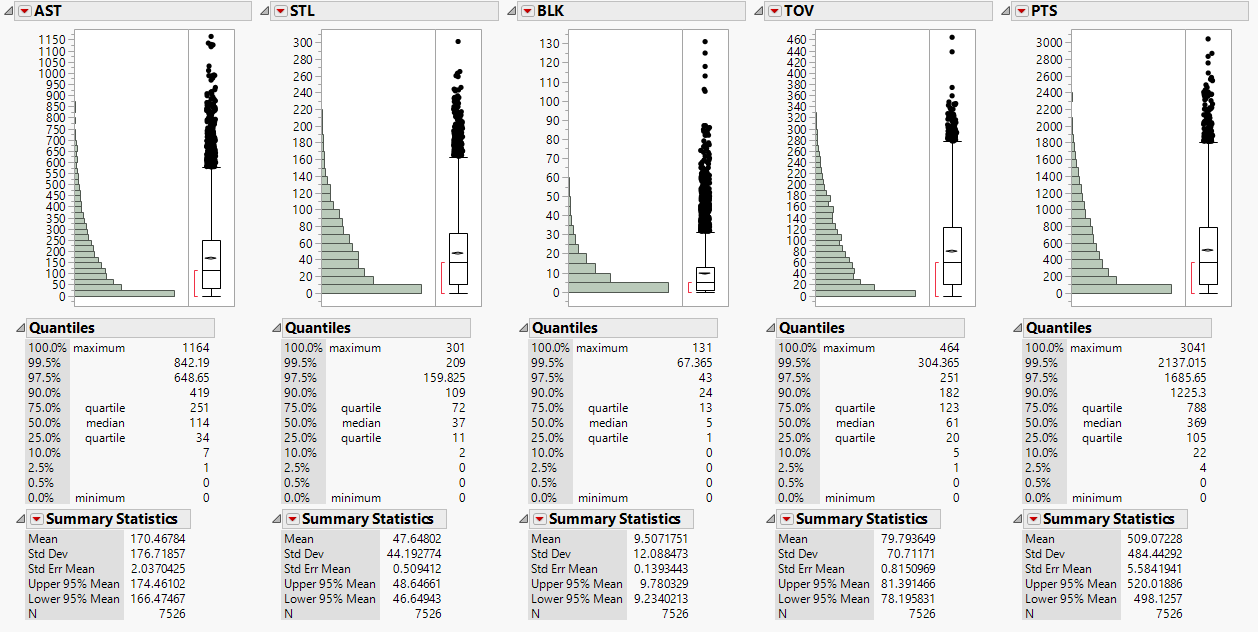 AST
1150
1100
1050
1000
950
900
850
800
750
700
650
600
550
500
450
400
350
300
250
200
150
100
50
0
Quantiles
100.0% maximum 1164
99.5% 842.19
97.5% 648.65
90.0% 419
75.0% quartile 251
50.0% median 114
25.0% quartile 34
10.0% 7
2.5% 1
0.5% 0
0.0% minimum 0
Summary Statistics
Mean 170.46784
Std Dev 176.71857
Std Err Mean 2.0370425
Upper 95% Mean 174.46102
Lower 95% Mean 166.47467
N 7526
STL
300
280
260
240
220
200
180
160
140
120
100
80
60
40
20
0
Quantiles
100.0% maximum 301
99.5% 209
97.5% 159.825
90.0% 109
75.0% quartile 72
50.0% median 37
25.0% quartile 11
10.0% 2
2.5% 0
0.5% 0
0.0% minimum 0
Summary Statistics
Mean 47.64802
Std Dev 44.192774
Std Err Mean 0.509412
Upper 95% Mean 48.64661
Lower 95% Mean 46.64943
N 7526
BLK
130
120
110
100
90
80
70
60
50
40
30
20
10
0
Quantiles
100.0% maximum 131
99.5% 67.365
97.5% 43
90.0% 24
75.0% quartile 13
50.0% median 5
25.0% quartile 1
10.0% 0
2.5% 0
0.5% 0
0.0% minimum 0
Summary Statistics
Mean 9.5071751
Std Dev 12.088473
Std Err Mean 0.1393443
Upper 95% Mean 9.780329
Lower 95% Mean 9.2340213
N 7526
TOV
460
440
420
400
380
360
340
320
300
280
260
240
220
200
180
160
140
120
100
80
60
40
20
0
Quantiles
100.0% maximum 464
99.5% 304.365
97.5% 251
90.0% 182
75.0% quartile 123
50.0% median 61
25.0% quartile 20
10.0% 5
2.5% 1
0.5% 0
0.0% minimum 0
Summary Statistics
Mean 79.793649
Std Dev 70.71171
Std Err Mean 0.8150969
Upper 95% Mean 81.391466
Lower 95% Mean 78.195831
N 7526
PTS
3000
2800
2600
2400
2200
2000
1800
1600
1400
1200
1000
800
600
400
200
0
Quantiles
100.0% maximum 3041
99.5% 2137.015
97.5% 1685.65
90.0% 1225.3
75.0% quartile 788
50.0% median 369
25.0% quartile 105
10.0% 22
2.5% 4
0.5% 0
0.0% minimum 0
Summary Statistics
Mean 509.07228
Std Dev 484.44292
Std Err Mean 5.5841941
Upper 95% Mean 520.01886
Lower 95% Mean 498.1257
N 7526